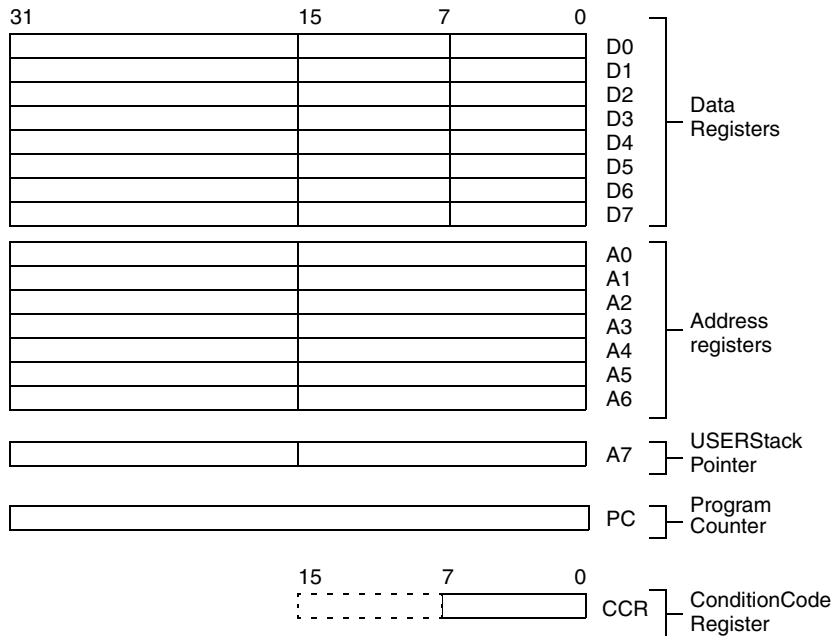 31 15 7 0
D0
D1
D2
D3
D4
D5
D6
D7
Data
Registers
A0
A1
A2
A3
A4
A5
A6
Address
registers
A7
USERStack
Pointer
PC
Program
Counter
15 7 0
CCR
ConditionCode
Register